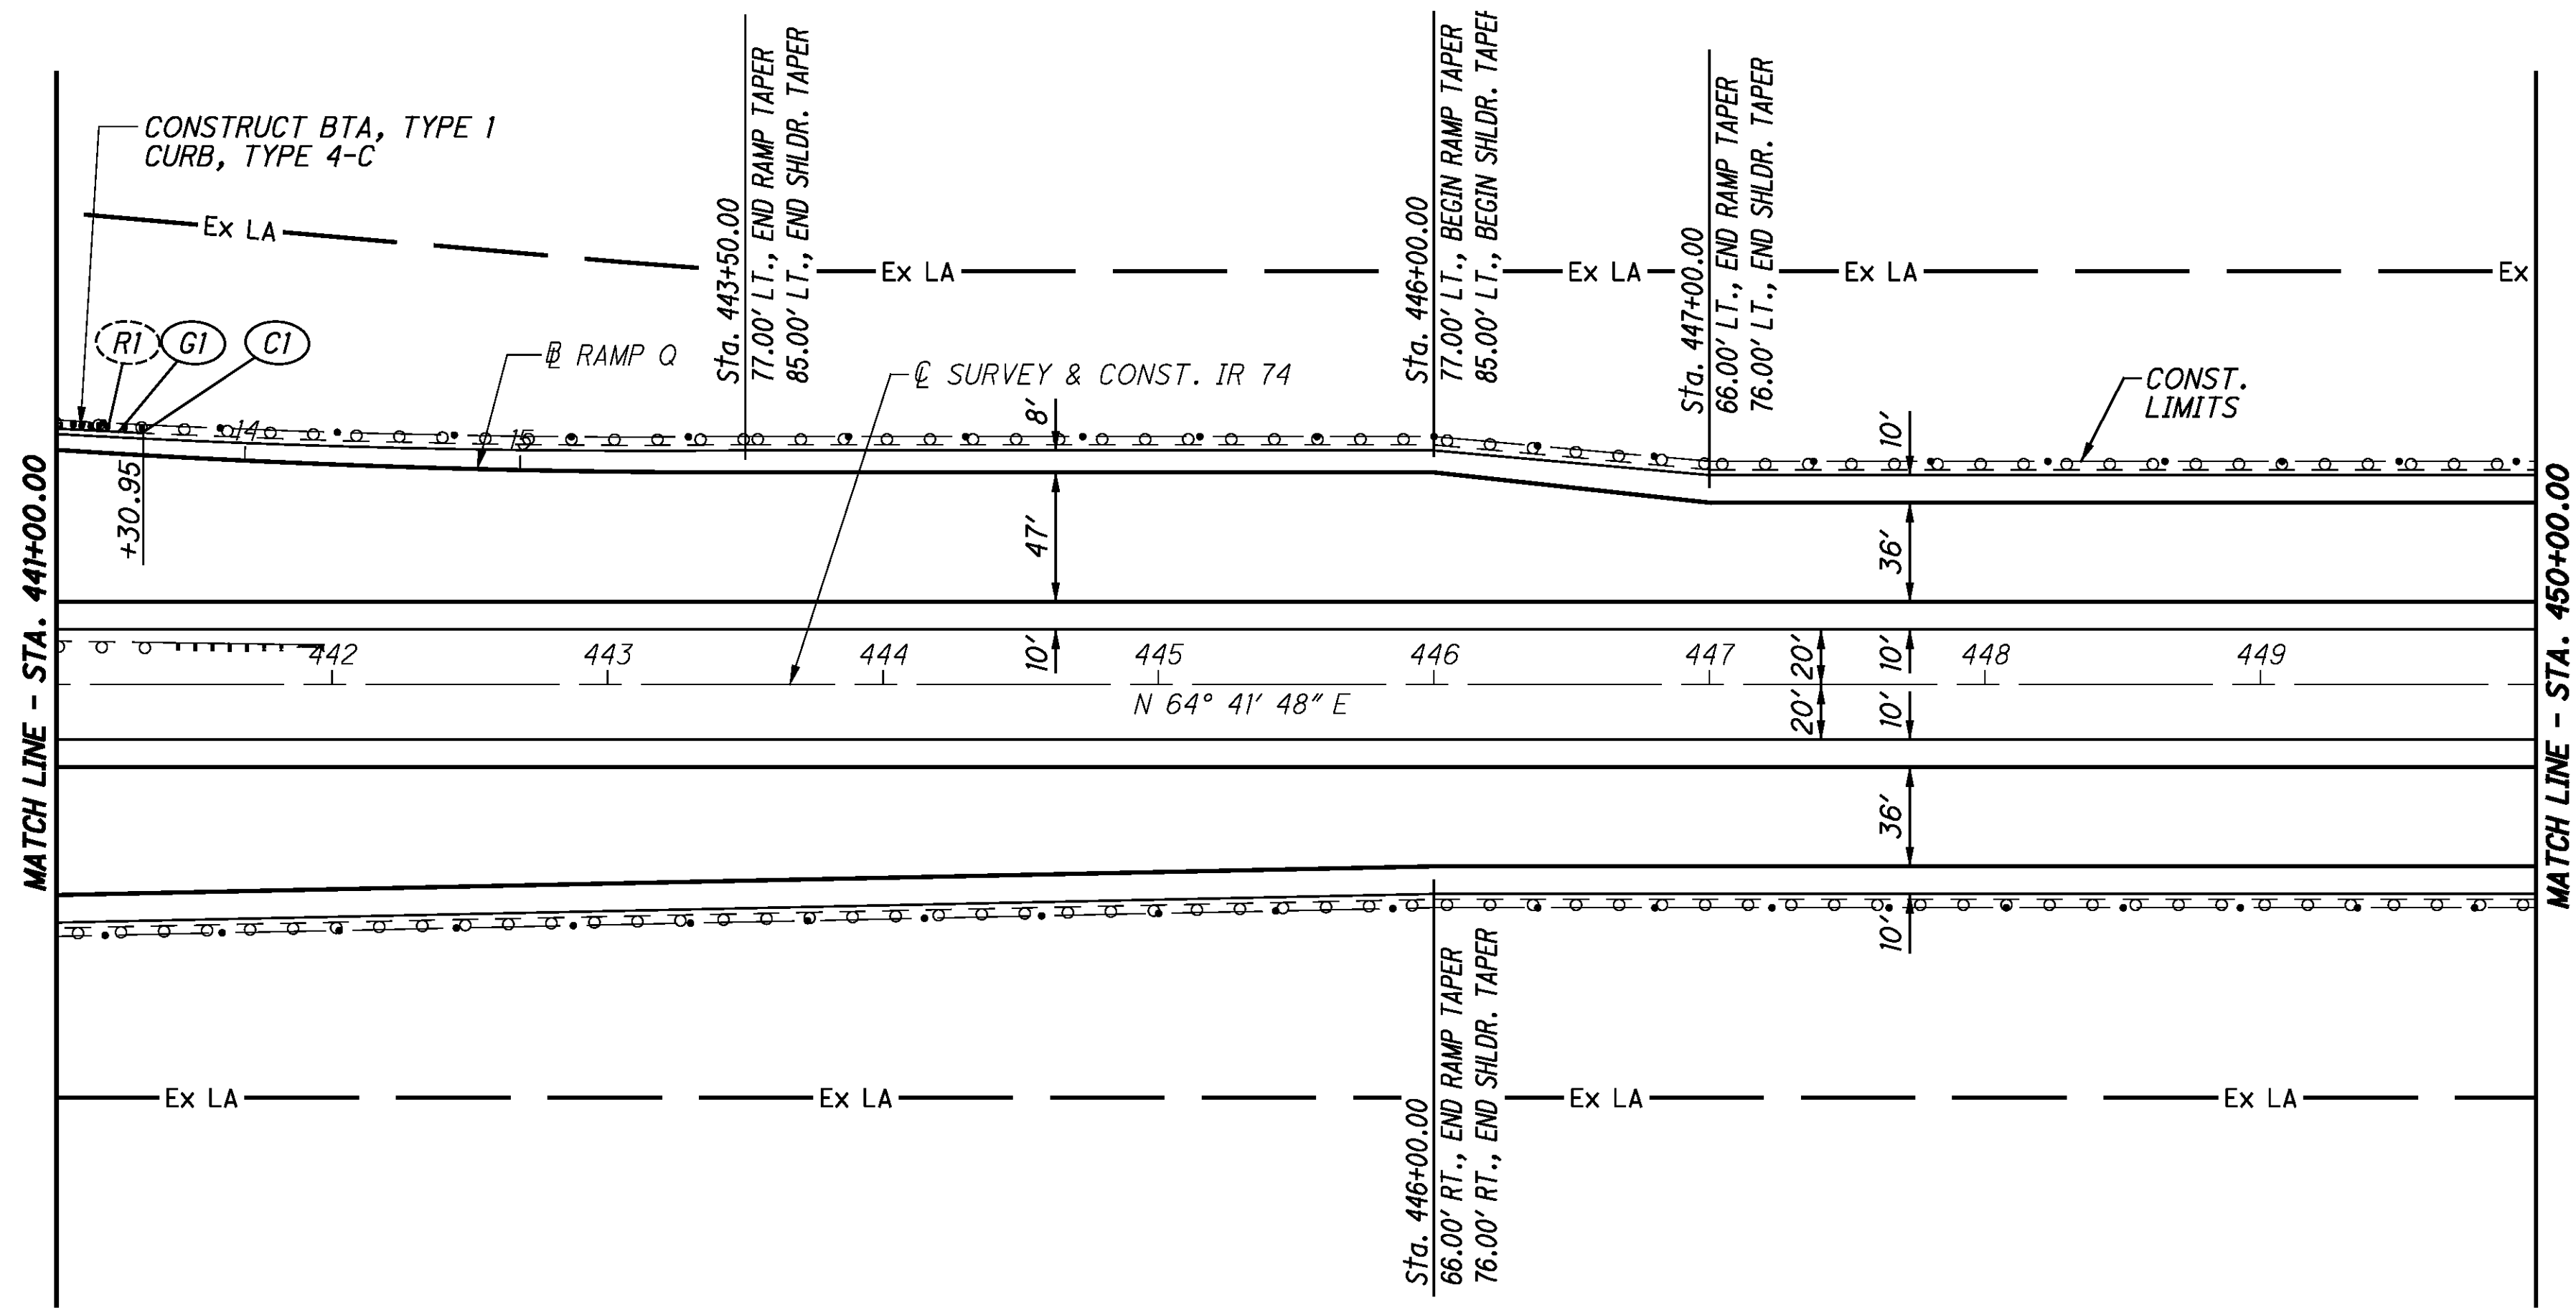 CONSTRUCT BTA, TYPE 1
CURB, TYPE 4-C
Sta. 443+50.00
77.00' LT., END RAMP TAPER
85.00' LT., END SHLDR. TAPER
Sta. 446+00.00
77.00' LT., BEGIN RAMP TAPER
85.00' LT., BEGIN SHLDR. TAPER
Sta. 447+00.00
66.00' LT., END RAMP TAPER
76.00' LT., END SHLDR. TAPER
Ex LA
Ex LA
Ex LA
Ex LA
Ex
R1
G1
C1
℄ RAMP Q
℄ SURVEY & CONST. IR 74
CONST.
LIMITS
14
15
8'
10'
+30.95
47'
36'
MATCH LINE - STA. 441+00.00
MATCH LINE - STA. 450+00.00
442
443
444
445
446
447
448
449
10'
20'
10'
N 64° 41' 48" E
20'
10'
36'
10'
Sta. 446+00.00
66.00' RT., END RAMP TAPER
76.00' RT., END SHLDR. TAPER
Ex LA
Ex LA
Ex LA
Ex LA